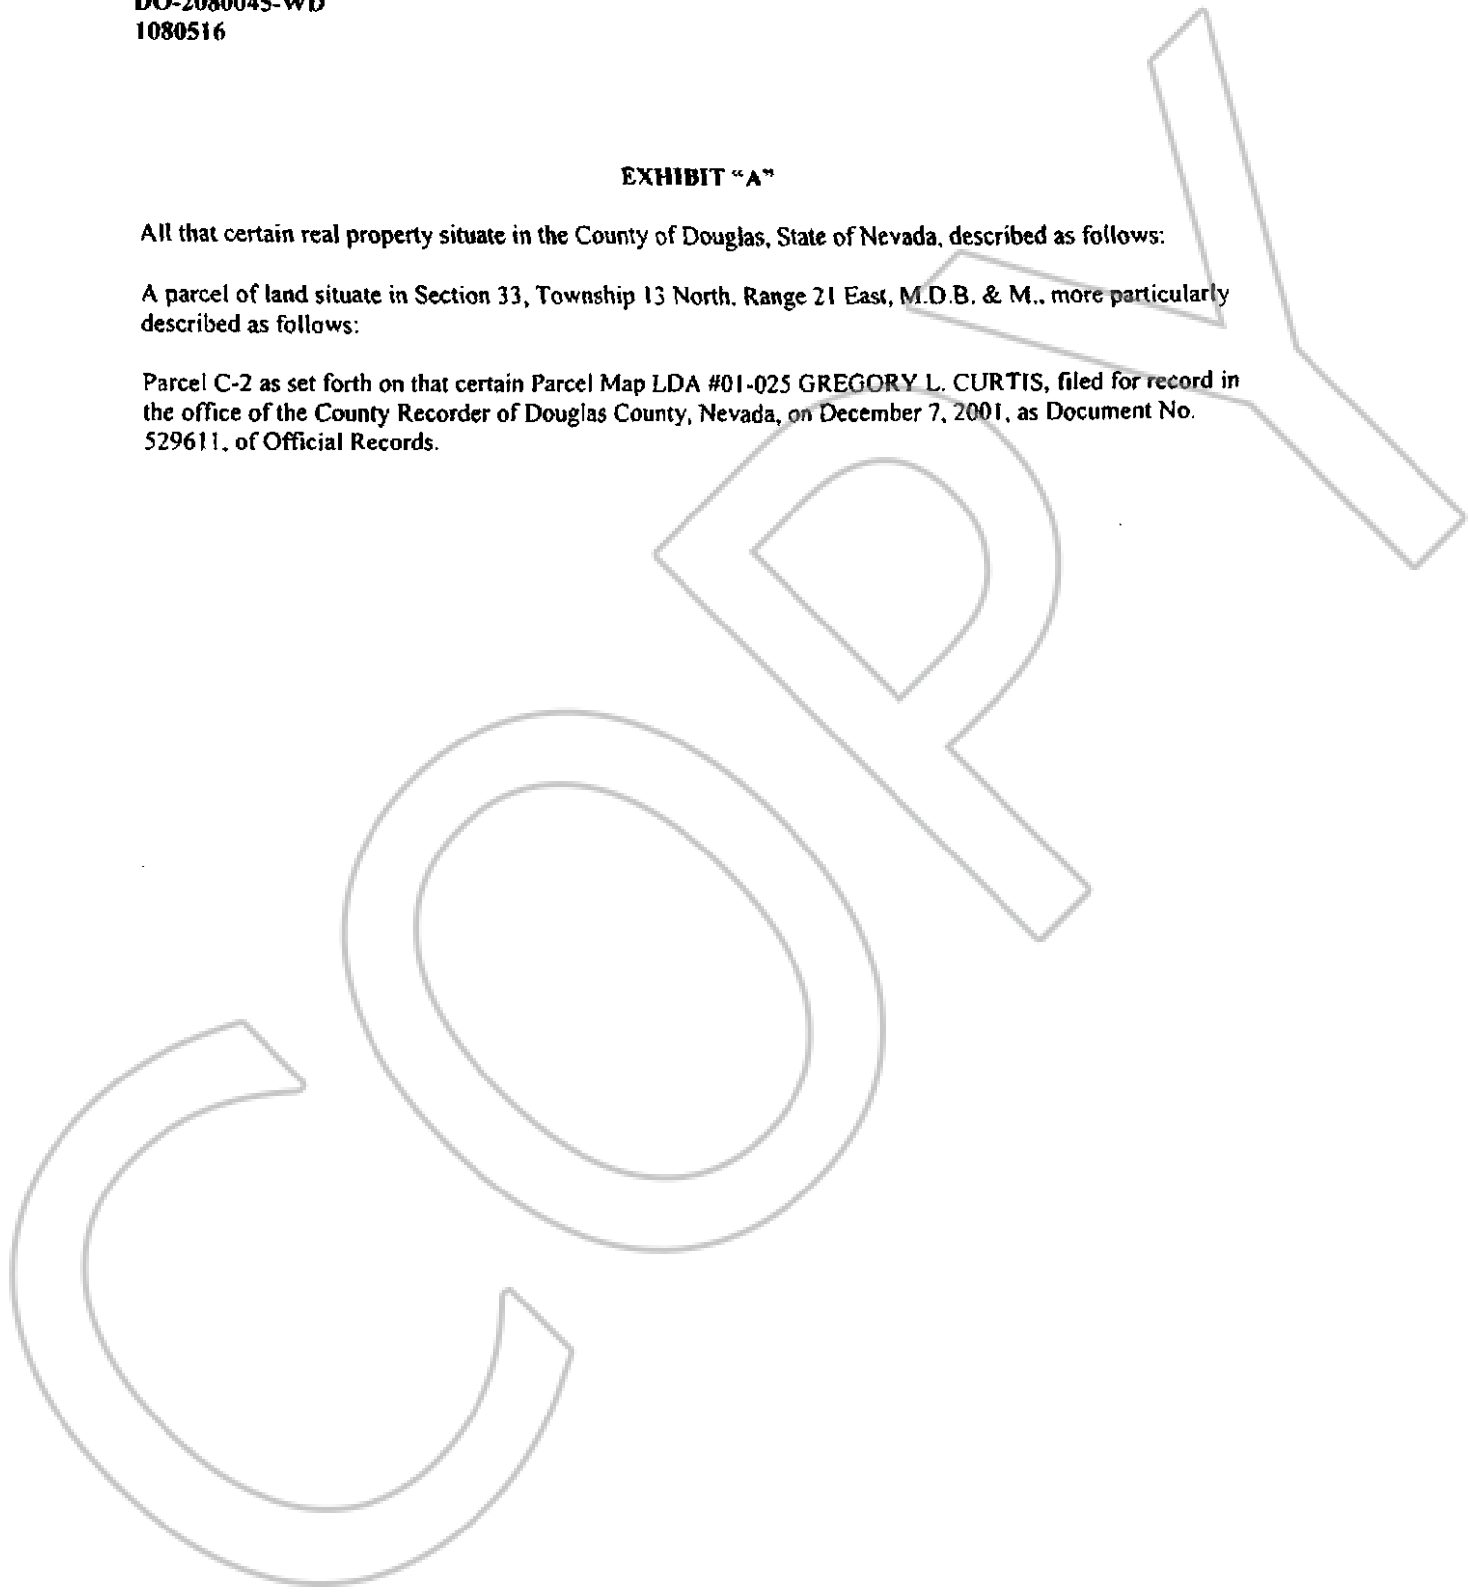 DO-2080045-WD
1080516
EXHIBIT “A”
All that certain real property situate in the County of Douglas, State of Nevada, described as follows:
A parcel of land situate in Section 33, Township 13 North, Range 21 East, M.D.B. & M., more particularly
described as follows:
Parcel C-2 as set forth on that certain Parcel Map LDA #01-025 GREGORY L. CURTIS, filed for record in
the office of the County Recorder of Douglas County, Nevada, on December 7, 2001, as Document No.
529611, of Official Records.
COPY